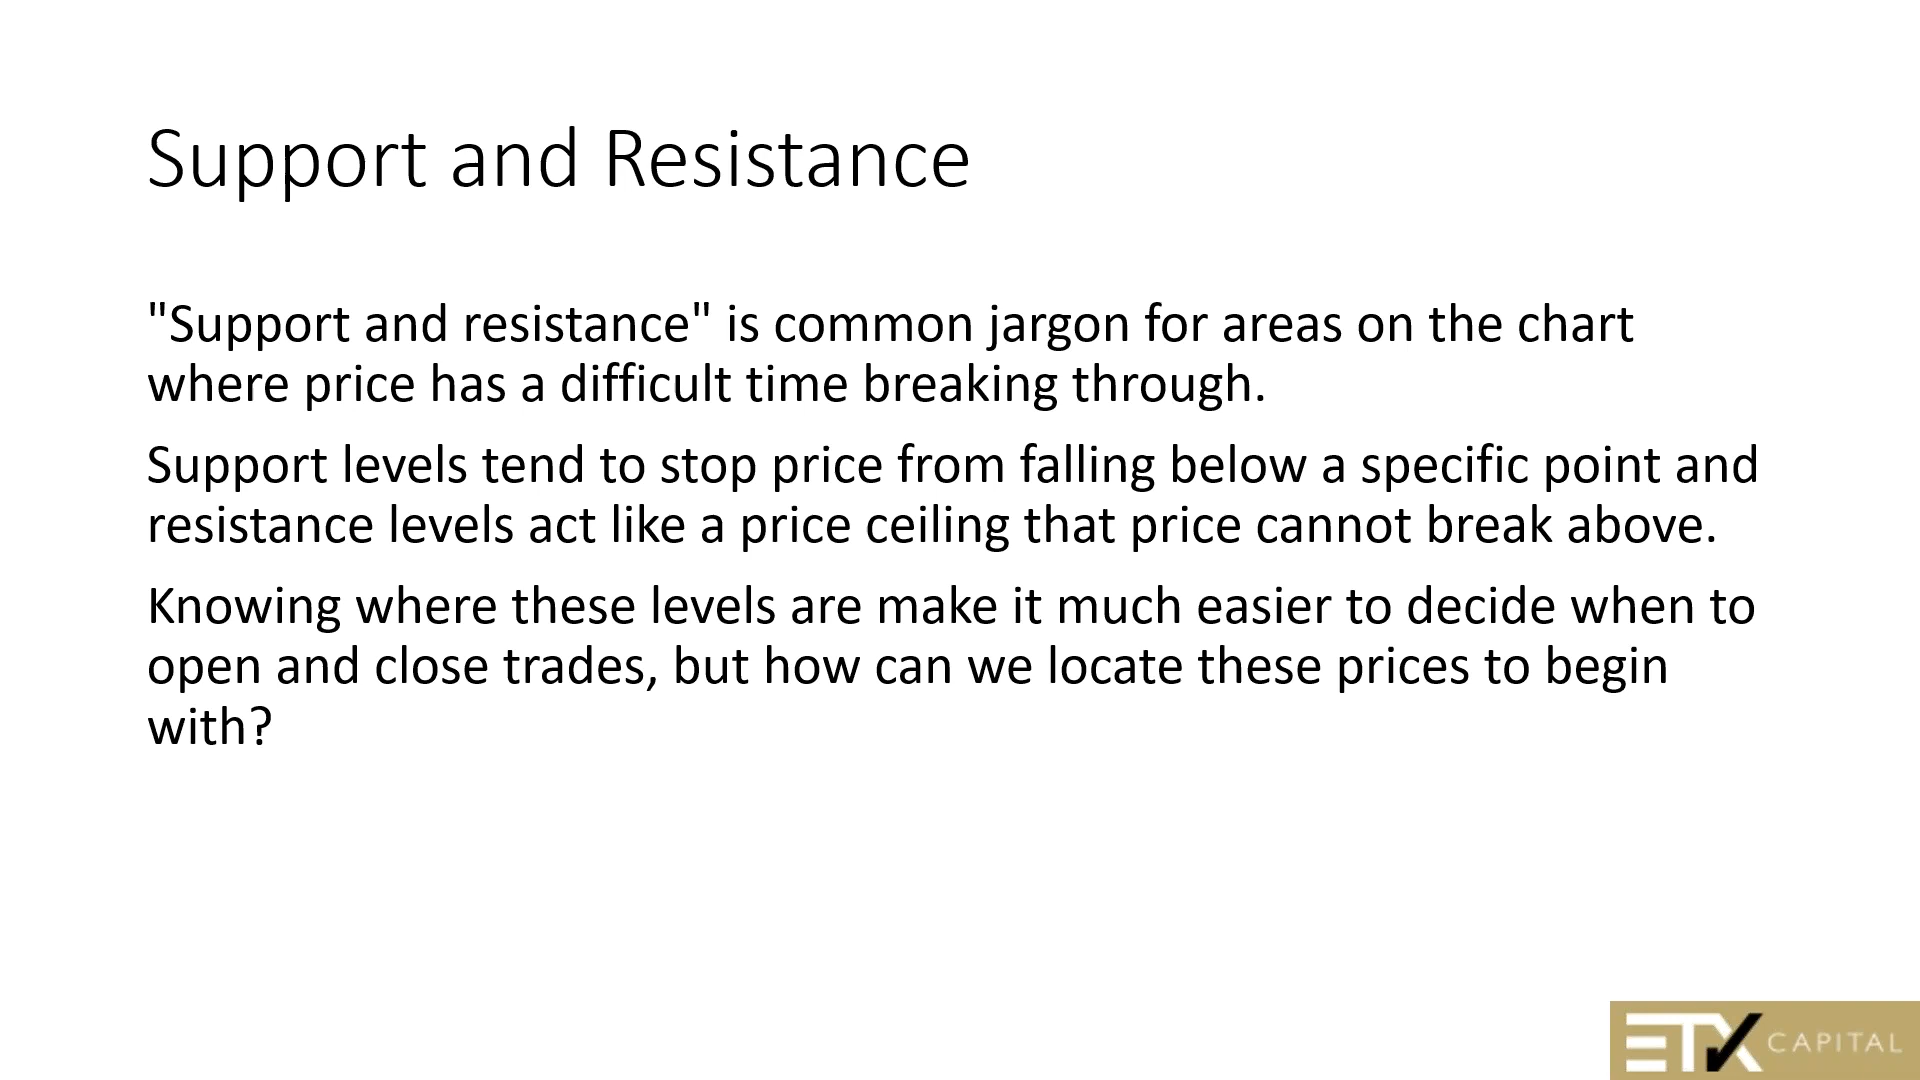 Support and Resistance
"Support and resistance" is common jargon for areas on the chart
where price has a difficult time breaking through.
Support levels tend to stop price from falling below a specific point and
resistance levels act like a price ceiling that price cannot break above.
Knowing where these levels are make it much easier to decide when to
open and close trades, but how can we locate these prices to begin
with?
ETX CAPITAL